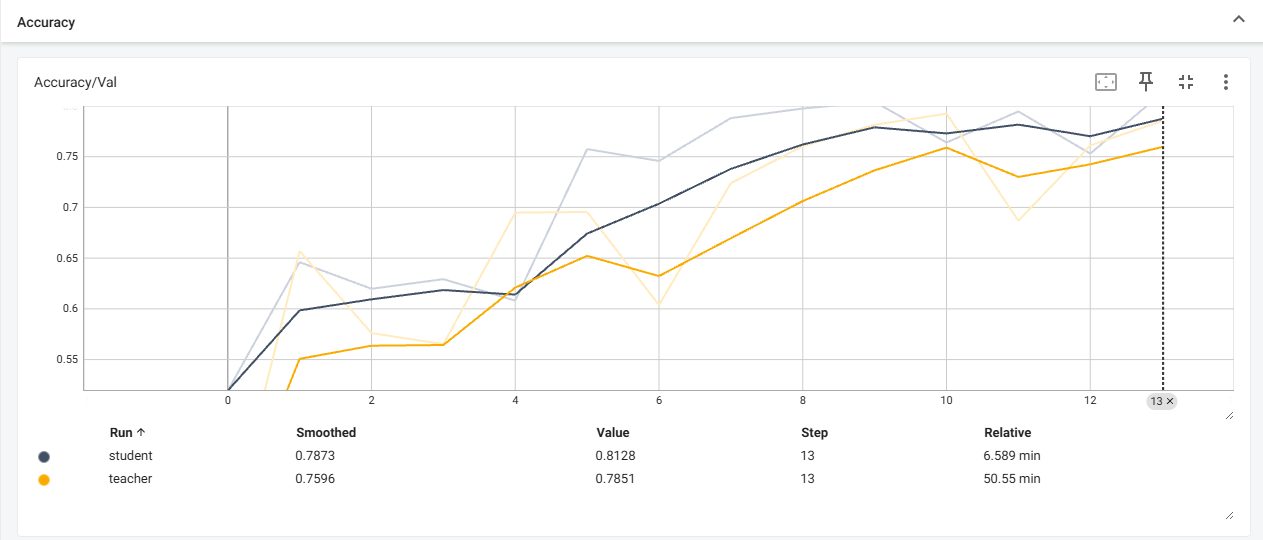 Accuracy
Accuracy/Val
0.75
0.7
0.65
0.6
0.55
0 2 4 6 8 10 12 13 ×
Run ↑ Smoothed Value Step Relative
student 0.7873 0.8128 13 6.589 min
teacher 0.7596 0.7851 13 50.55 min